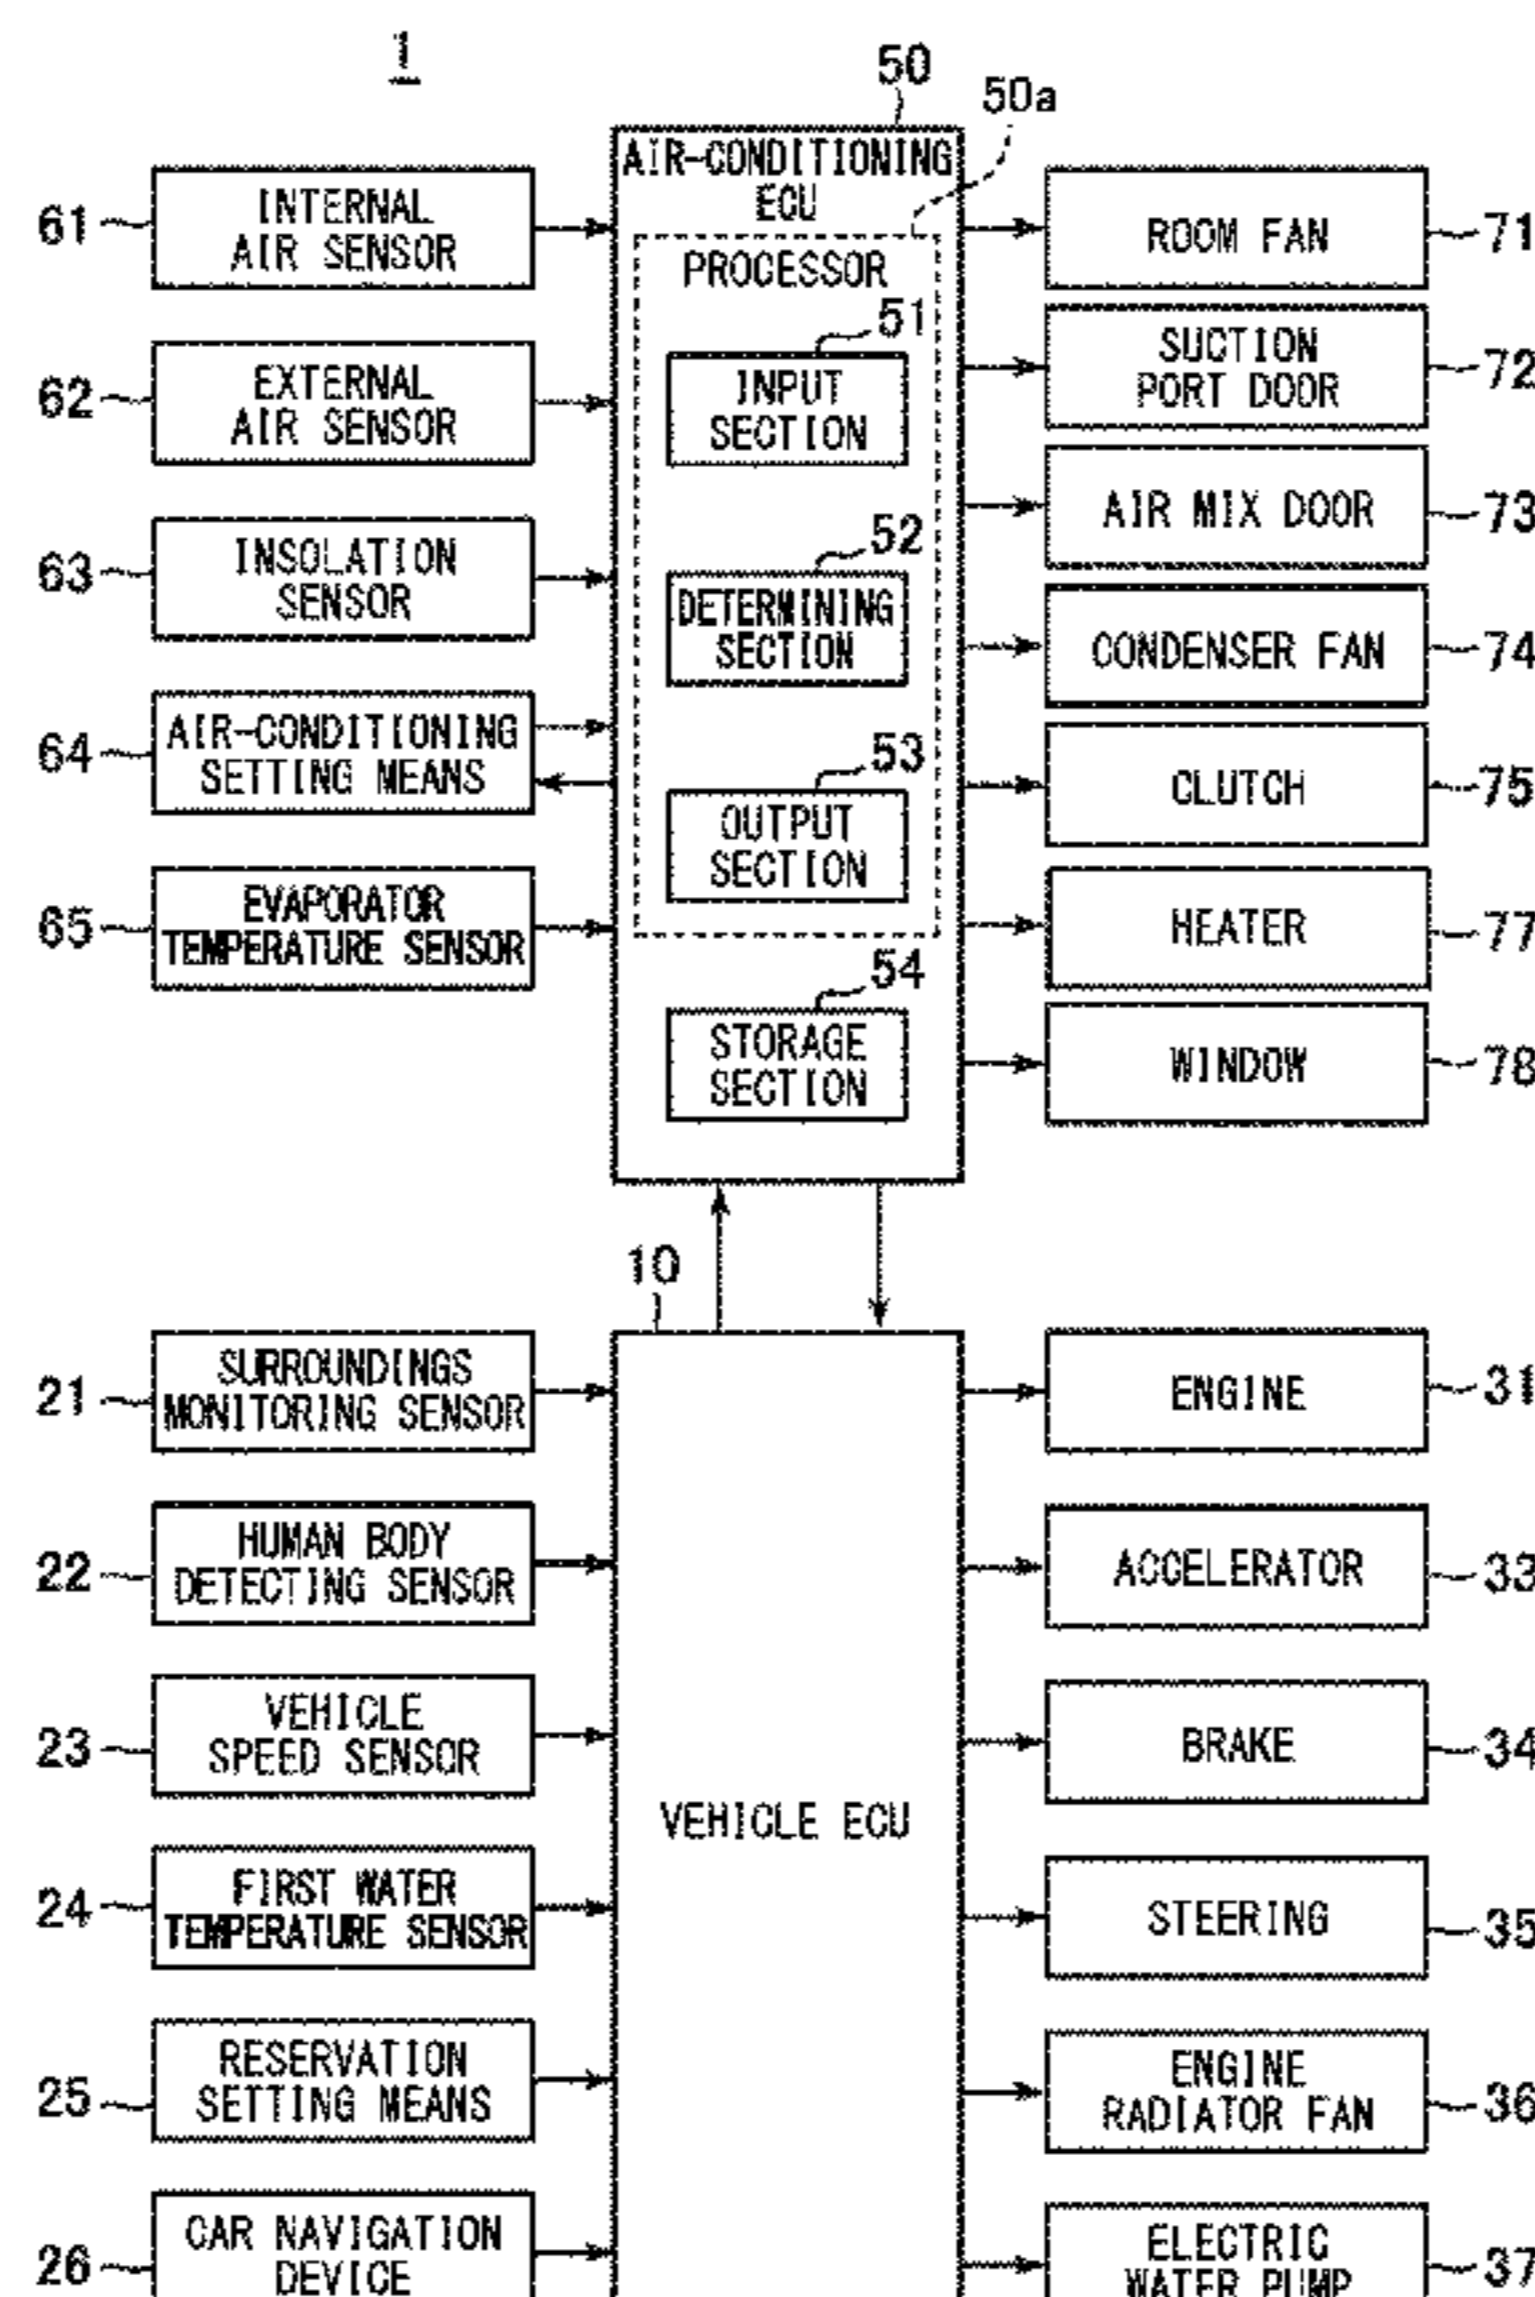 1
50
50a
AIR-CONDITIONING
ECU
PROCESSOR
51
INPUT
SECTION
52
DETERMINING
SECTION
53
OUTPUT
SECTION
54
STORAGE
SECTION
61
INTERNAL
AIR SENSOR
62
EXTERNAL
AIR SENSOR
63
INSOLATION
SENSOR
64
AIR-CONDITIONING
SETTING MEANS
65
EVAPORATOR
TEMPERATURE SENSOR
ROOM FAN
71
SUCTION
PORT DOOR
72
AIR MIX DOOR
73
CONDENSER FAN
74
CLUTCH
75
HEATER
77
WINDOW
78
10
VEHICLE ECU
21
SURROUNDINGS
MONITORING SENSOR
22
HUMAN BODY
DETECTING SENSOR
23
VEHICLE
SPEED SENSOR
24
FIRST WATER
TEMPERATURE SENSOR
25
RESERVATION
SETTING MEANS
26
CAR NAVIGATION
DEVICE
ENGINE
31
ACCELERATOR
33
BRAKE
34
STEERING
35
ENGINE
RADIATOR FAN
36
ELECTRIC
WATER PUMP
37